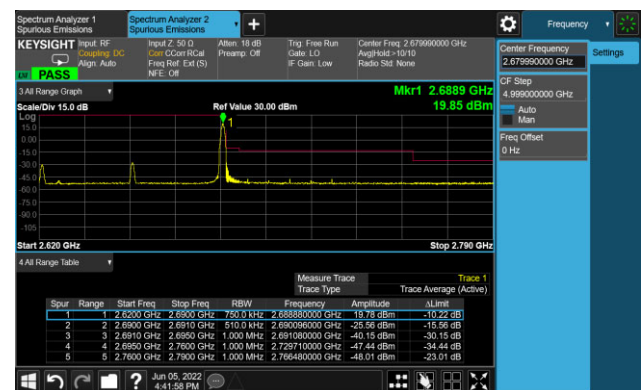 Spectrum Analyzer 1
Spurious Emissions
Spectrum Analyzer 2
Spurious Emissions
Frequency
KEYSIGHT
Input: RF
Coupling: DC
Align: Auto
Input Z: 50 Ω
Corr CCorr RCal
Freq Ref: Ext (S)
NFE: Off
Atten: 18 dB
Preamp: Off
Trig: Free Run
Gate: LO
IF Gain: Low
Center Freq: 2.679990000 GHz
Avg|Hold:>10/10
Radio Std: None
PASS
Center Frequency
2.679990000 GHz
Settings
CF Step
4.999000000 GHz
Auto
Man
Freq Offset
0 Hz
3 All Range Graph
Mkr1 2.6889 GHz
Scale/Div 15.0 dB
Ref Value 30.00 dBm
19.85 dBm
Log
1
15.0
0.00
-15.0
-30.0
-45.0
-60.0
-75.0
-90.0
-105
Start 2.620 GHz
Stop 2.790 GHz
4 All Range Table
Measure Trace Trace 1
Trace Type Trace Average (Active)
Spur Range Start Freq Stop Freq RBW Frequency Amplitude ΔLimit
1 1 2.6200 GHz 2.6900 GHz 750.0 kHz 2.688880000 GHz 19.78 dBm -10.22 dB
2 2 2.6900 GHz 2.6910 GHz 510.0 kHz 2.690096000 GHz -25.56 dBm -15.56 dB
3 3 2.6910 GHz 2.6950 GHz 1.000 MHz 2.691080000 GHz -40.15 dBm -30.15 dB
4 4 2.6950 GHz 2.7600 GHz 1.000 MHz 2.729710000 GHz -47.44 dBm -34.44 dB
5 5 2.7600 GHz 2.7900 GHz 1.000 MHz 2.766480000 GHz -48.01 dBm -23.01 dB
Jun 05, 2022
4:41:58 PM